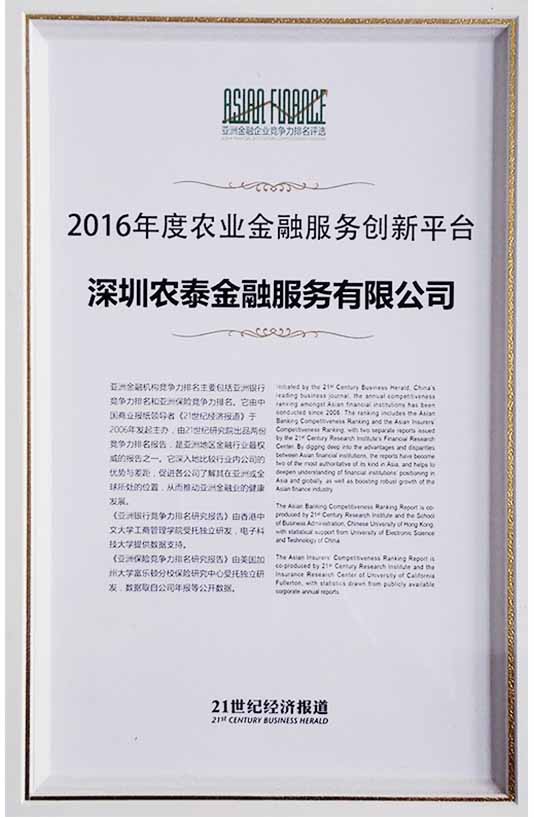 ASIAN FINANCE
亚洲金融企业竞争力排名评选
2016年度农业金融服务创新平台
深圳农泰金融服务有限公司
亚洲金融机构竞争力排名主要包括亚洲银行
竞争力排名和亚洲保险竞争力排名。它由中
国商业报纸领导者《21世纪经济报道》于
2006年发起主办，由21世纪研究院出品两份
竞争力排名报告，是亚洲地区金融行业最权
威的报告之一。它深入地比较行业内公司的
优势与差距，促进各公司了解其在亚洲或全
球所处的位置，从而推动亚洲金融业的健康
发展。
《亚洲银行竞争力排名研究报告》由香港中
文大学工商管理学院受托独立研发，电子科
技大学提供数据支持。
《亚洲保险竞争力排名研究报告》由美国加
州大学富乐顿分校保险研究中心受托独立研
发，数据取自公司年报等公开数据。
Initiated by the 21st Century Business Herald, China's
leading business journal, the annual competitiveness
ranking amongst Asian financial institutions has been
conducted since 2006. The ranking includes the Asian
Banking Competitiveness Ranking and the Asian Insurers'
Competitiveness Ranking, with two separate reports issued
by the 21st Century Research Institute's Financial Research
Center. By digging deep into the advantages and disparities
between Asian financial institutions, the reports have become
two of the most authoritative of its kind in Asia, and helps to
deepen understanding of financial institutions' positioning in
Asia and globally, as well as boosting robust growth of the
Asian finance industry.
The Asian Banking Competitiveness Ranking Report is co-
produced by 21st Century Research Institute and the School
of Business Administration, Chinese University of Hong Kong,
with statistical support from University of Electronic Science
and Technology of China.
The Asian Insurers' Competitiveness Ranking Report is
co-produced by 21st Century Research Institute and the
Insurance Research Center of University of California
Fullerton, with statistics drawn from publicly available
corporate annual reports.
21世纪经济报道
21st CENTURY BUSINESS HERALD